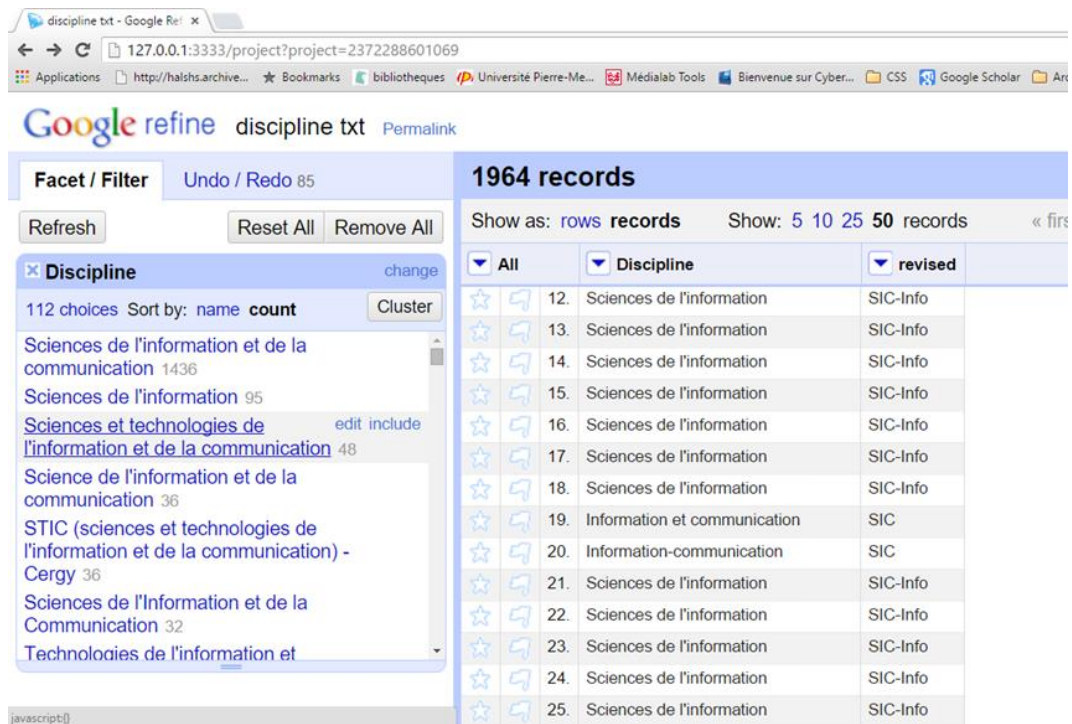 discipline txt - Google Ref
127.0.0.1:3333/project?project=2372288601069
Applications http://halshs.archive... Bookmarks bibliotheques Université Pierre-Me... Médialab Tools Bienvenue sur Cyber... CSS Google Scholar Arc
Google refine discipline txt Permalink
Facet / Filter Undo / Redo 85
Refresh Reset All Remove All
Discipline change
112 choices Sort by: name count Cluster
Sciences de l'information et de la
communication 1436
Sciences de l'information 95
Sciences et technologies de edit include
l'information et de la communication 48
Science de l'information et de la
communication 36
STIC (sciences et technologies de
l'information et de la communication) -
Cergy 36
Sciences de l'Information et de la
Communication 32
Technologies de l'information et
javascript:{}
1964 records
Show as: rows records Show: 5 10 25 50 records « firs
All Discipline revised
12. Sciences de l'information SIC-Info
13. Sciences de l'information SIC-Info
14. Sciences de l'information SIC-Info
15. Sciences de l'information SIC-Info
16. Sciences de l'information SIC-Info
17. Sciences de l'information SIC-Info
18. Sciences de l'information SIC-Info
19. Information et communication SIC
20. Information-communication SIC
21. Sciences de l'information SIC-Info
22. Sciences de l'information SIC-Info
23. Sciences de l'information SIC-Info
24. Sciences de l'information SIC-Info
25. Sciences de l'information SIC-Info